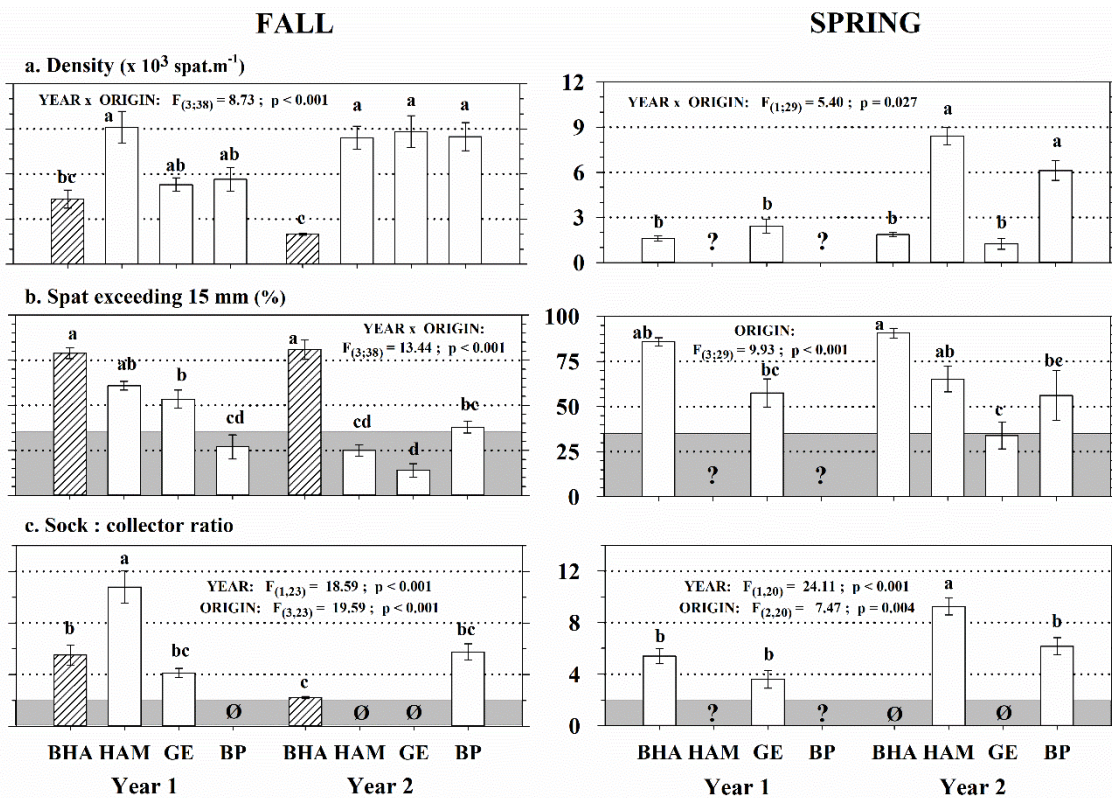 FALL
SPRING
a. Density (x 10³ spat.m⁻¹)
YEAR x ORIGIN: F(3;38) = 8.73 ; p < 0.001
bc
a
ab
ab
c
a
a
a
12
9
6
3
0
YEAR x ORIGIN: F(1;29) = 5.40 ; p = 0.027
b
?
b
?
b
a
b
a
b. Spat exceeding 15 mm (%)
YEAR x ORIGIN:
F(3;38) = 13.44 ; p < 0.001
a
ab
b
cd
a
cd
d
bc
100
75
50
25
0
ORIGIN:
F(3;29) = 9.93 ; p < 0.001
ab
?
bc
?
a
ab
c
bc
c. Sock : collector ratio
YEAR: F(1,23) = 18.59 ; p < 0.001
ORIGIN: F(3,23) = 19.59 ; p < 0.001
b
a
bc
Ø
c
Ø
Ø
bc
12
8
4
0
YEAR: F(1,20) = 24.11 ; p < 0.001
ORIGIN: F(2,20) = 7.47 ; p = 0.004
b
?
b
?
Ø
a
Ø
b
BHA HAM GE BP BHA HAM GE BP
Year 1 Year 2
BHA HAM GE BP BHA HAM GE BP
Year 1 Year 2